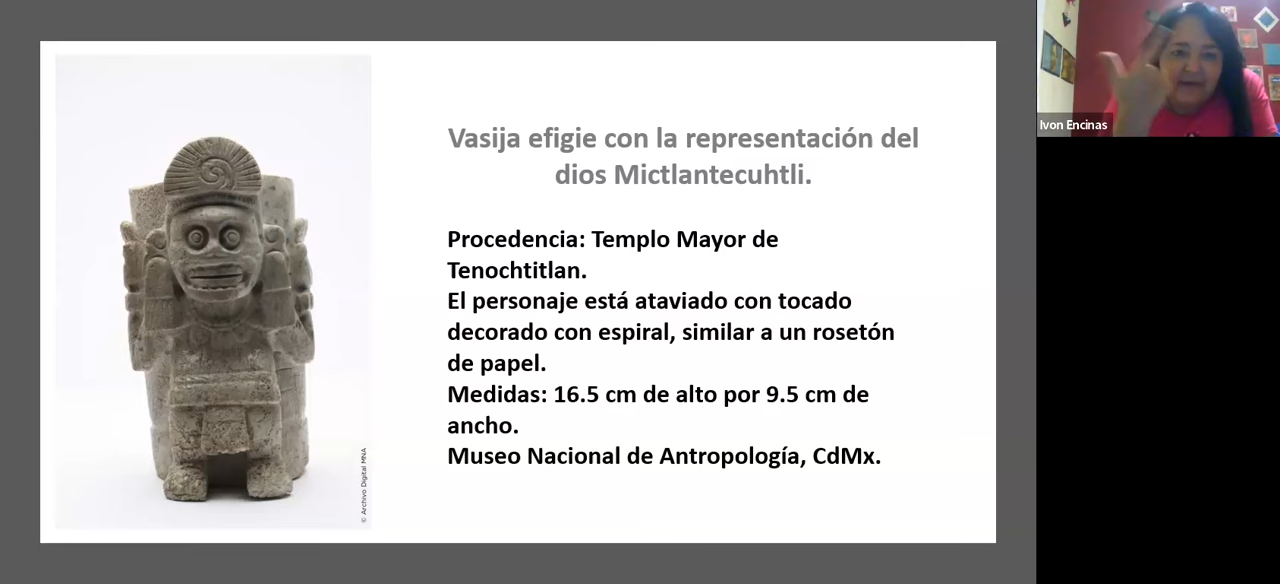 Vasija efigie con la representación del
dios Mictlantecuhtli.
Procedencia: Templo Mayor de
Tenochtitlan.
El personaje está ataviado con tocado
decorado con espiral, similar a un rosetón
de papel.
Medidas: 16.5 cm de alto por 9.5 cm de
ancho.
Museo Nacional de Antropología, CdMx.
© Archivo Digital MNA
Ivon Encinas